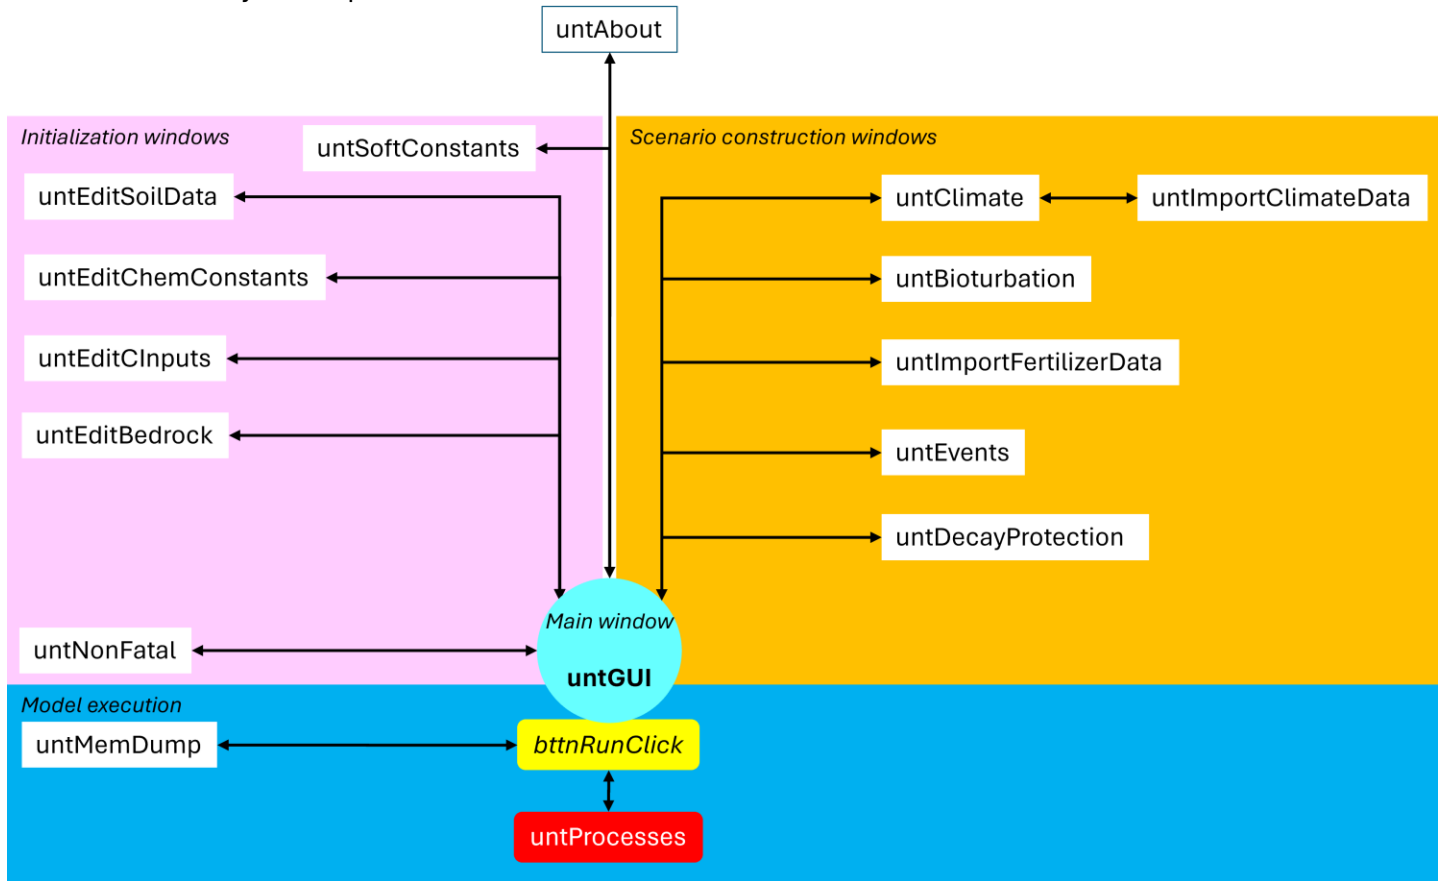 untAbout
Initialization windows
untSoftConstants
untEditSoilData
untEditChemConstants
untEditCInputs
untEditBedrock
untNonFatal
Scenario construction windows
untClimate
untImportClimateData
untBioturbation
untImportFertilizerData
untEvents
untDecayProtection
Main window
untGUI
Model execution
untMemDump
bttnRunClick
untProcesses